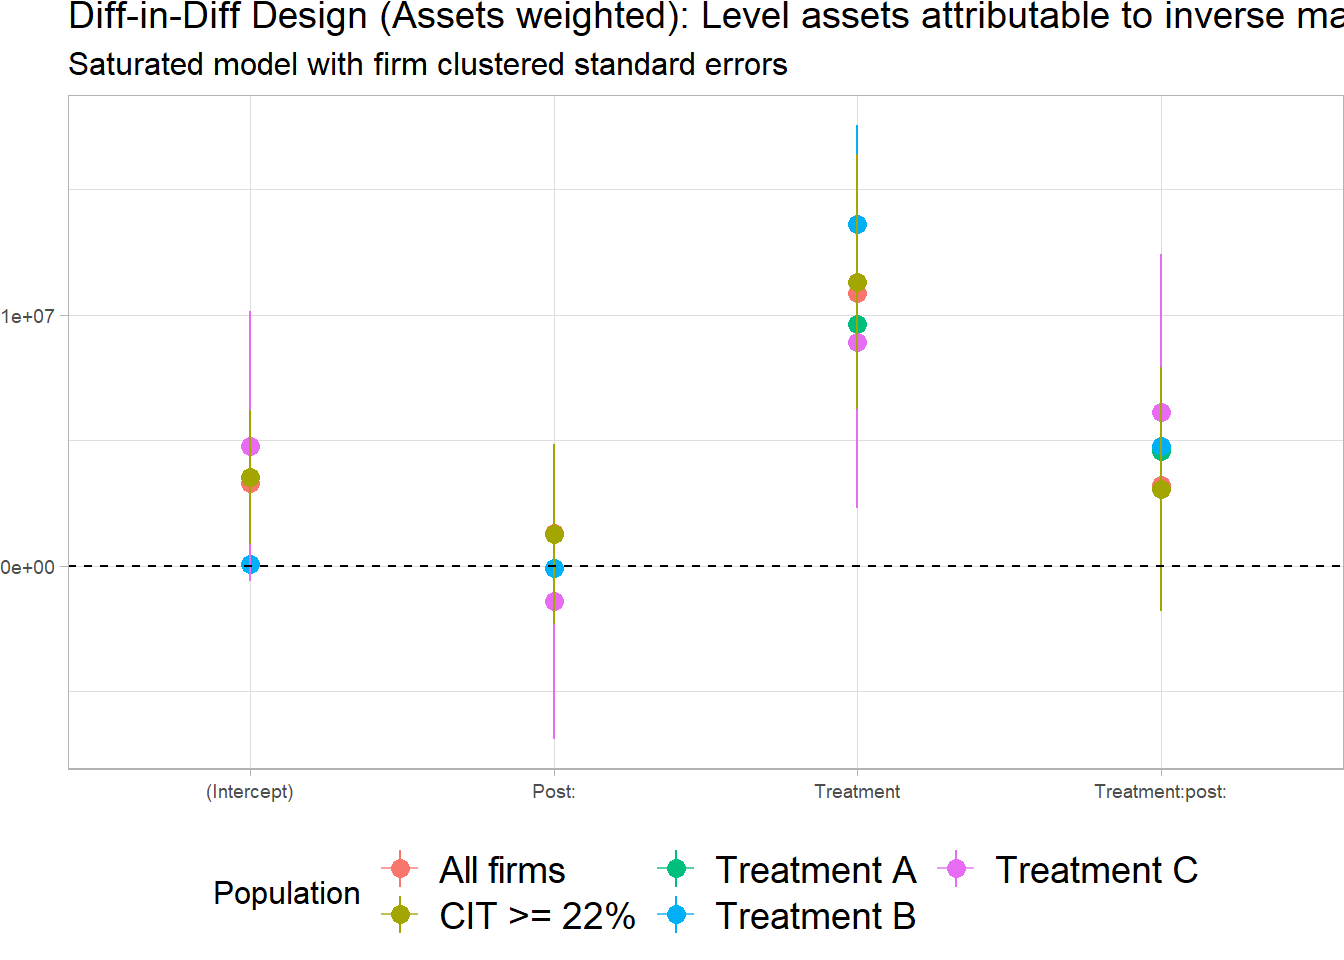 Diff-in-Diff Design (Assets weighted): Level assets attributable to inverse
Saturated model with firm clustered standard errors
1e+07
0e+00
(Intercept) Post: Treatment Treatment:post:
Population
All firms Treatment A Treatment C
CIT >= 22% Treatment B